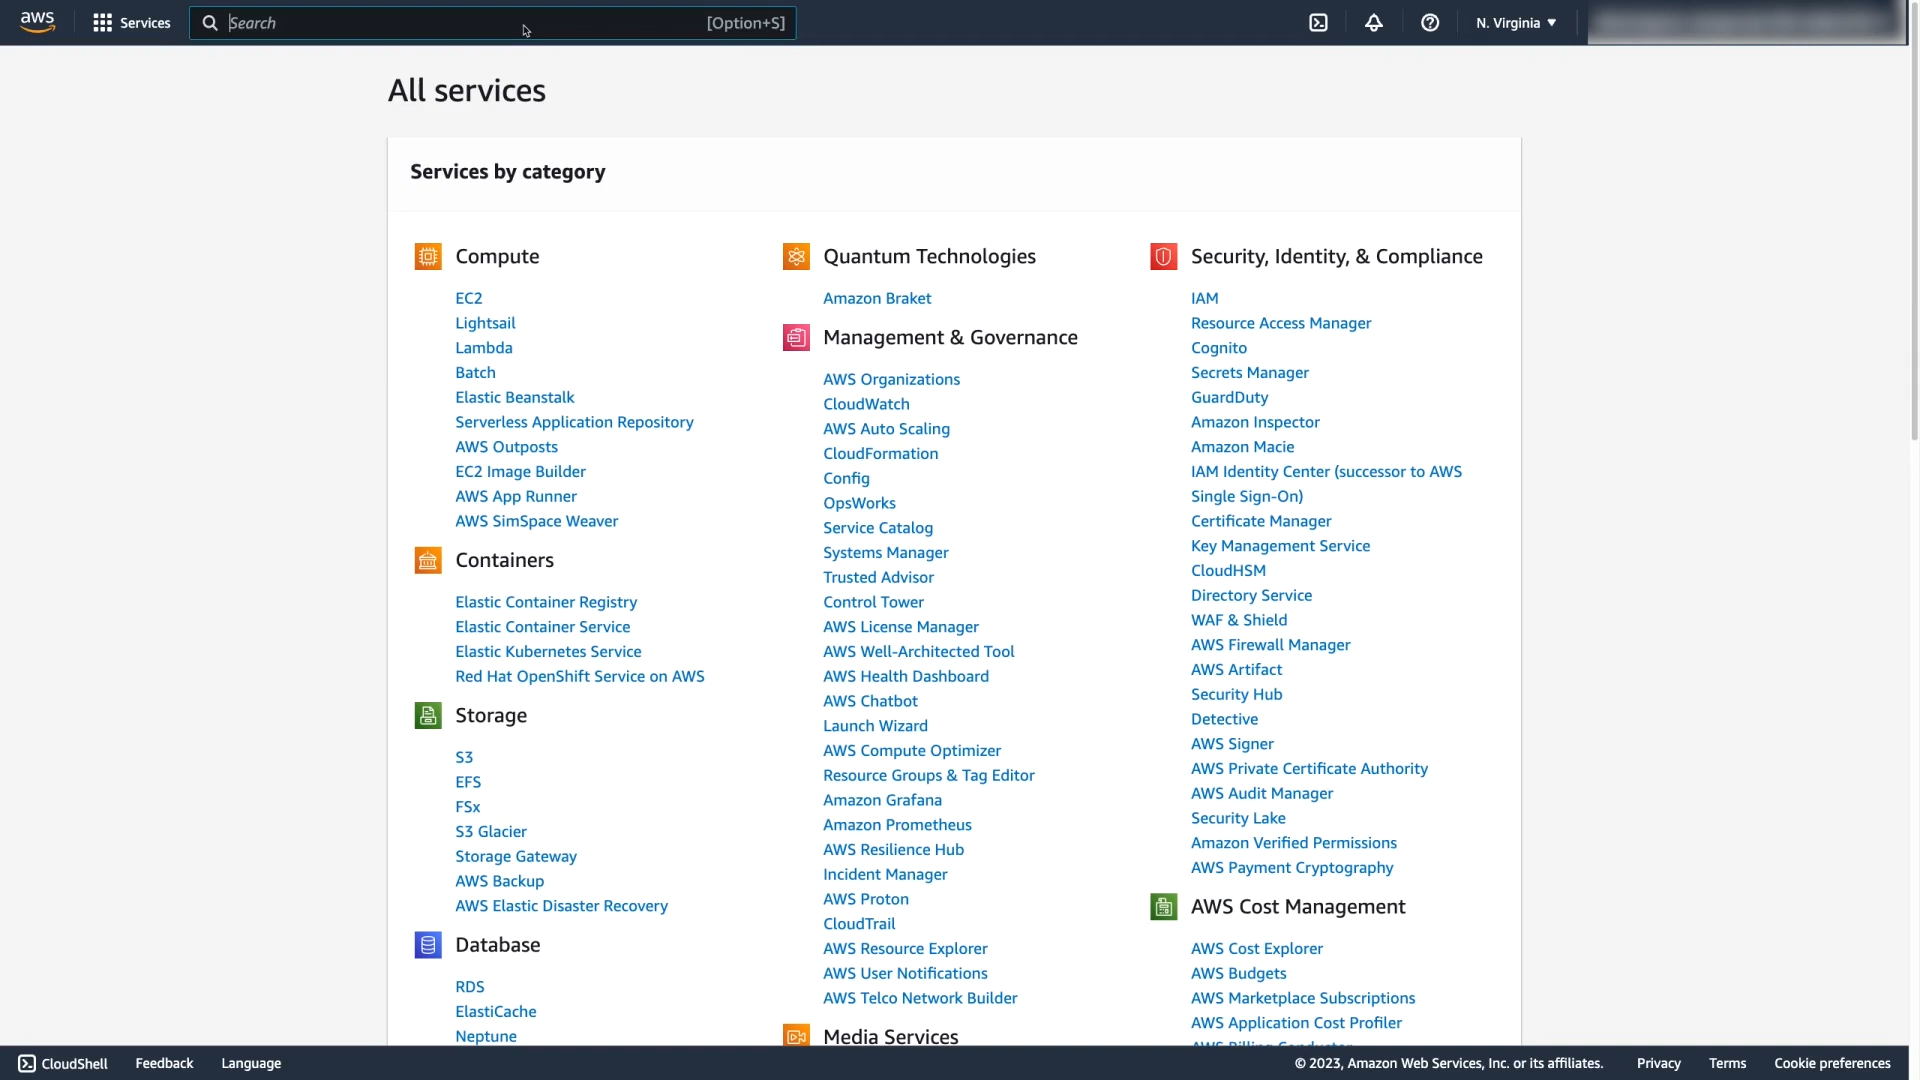 aws
Services
Search
[Option+S]
N. Virginia
All services
Services by category
Compute
EC2
Lightsail
Lambda
Batch
Elastic Beanstalk
Serverless Application Repository
AWS Outposts
EC2 Image Builder
AWS App Runner
AWS SimSpace Weaver
Containers
Elastic Container Registry
Elastic Container Service
Elastic Kubernetes Service
Red Hat OpenShift Service on AWS
Storage
S3
EFS
FSx
S3 Glacier
Storage Gateway
AWS Backup
AWS Elastic Disaster Recovery
Database
RDS
ElastiCache
Neptune
Quantum Technologies
Amazon Braket
Management & Governance
AWS Organizations
CloudWatch
AWS Auto Scaling
CloudFormation
Config
OpsWorks
Service Catalog
Systems Manager
Trusted Advisor
Control Tower
AWS License Manager
AWS Well-Architected Tool
AWS Health Dashboard
AWS Chatbot
Launch Wizard
AWS Compute Optimizer
Resource Groups & Tag Editor
Amazon Grafana
Amazon Prometheus
AWS Resilience Hub
Incident Manager
AWS Proton
CloudTrail
AWS Resource Explorer
AWS User Notifications
AWS Telco Network Builder
Media Services
Security, Identity, & Compliance
IAM
Resource Access Manager
Cognito
Secrets Manager
GuardDuty
Amazon Inspector
Amazon Macie
IAM Identity Center (successor to AWS
Single Sign-On)
Certificate Manager
Key Management Service
CloudHSM
Directory Service
WAF & Shield
AWS Firewall Manager
AWS Artifact
Security Hub
Detective
AWS Signer
AWS Private Certificate Authority
AWS Audit Manager
Security Lake
Amazon Verified Permissions
AWS Payment Cryptography
AWS Cost Management
AWS Cost Explorer
AWS Budgets
AWS Marketplace Subscriptions
AWS Application Cost Profiler
AWS Billing Conductor
CloudShell
Feedback
Language
© 2023, Amazon Web Services, Inc. or its affiliates.
Privacy
Terms
Cookie preferences